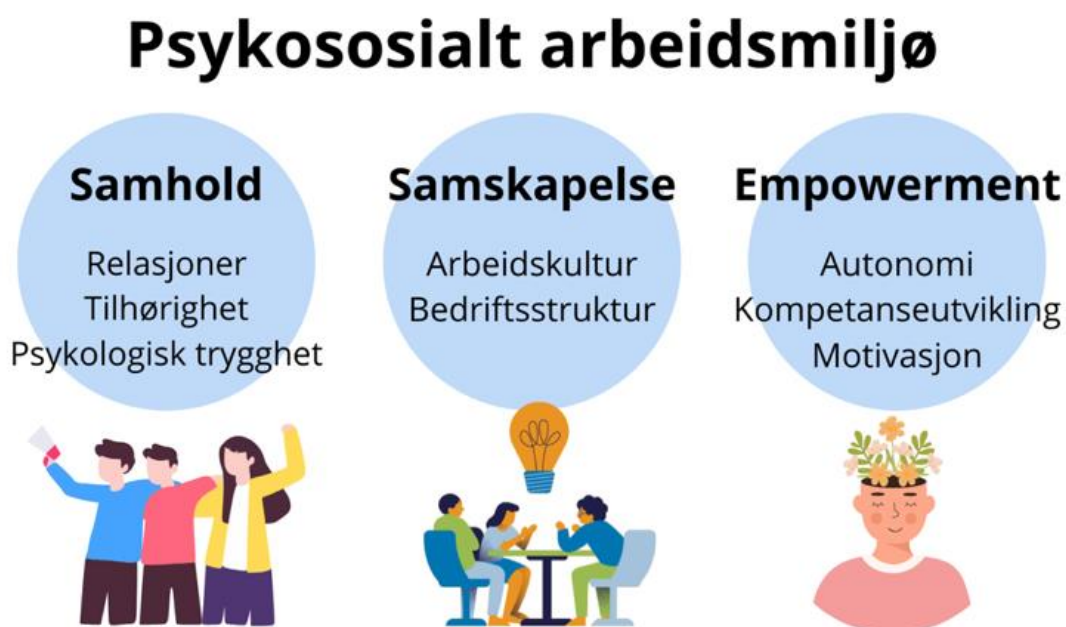 Psykososialt arbeidsmiljø
Samhold
Relasjoner
Tilhørighet
Psykologisk trygghet
Samskapelse
Arbeidskultur
Bedriftsstruktur
Empowerment
Autonomi
Kompetanseutvikling
Motivasjon